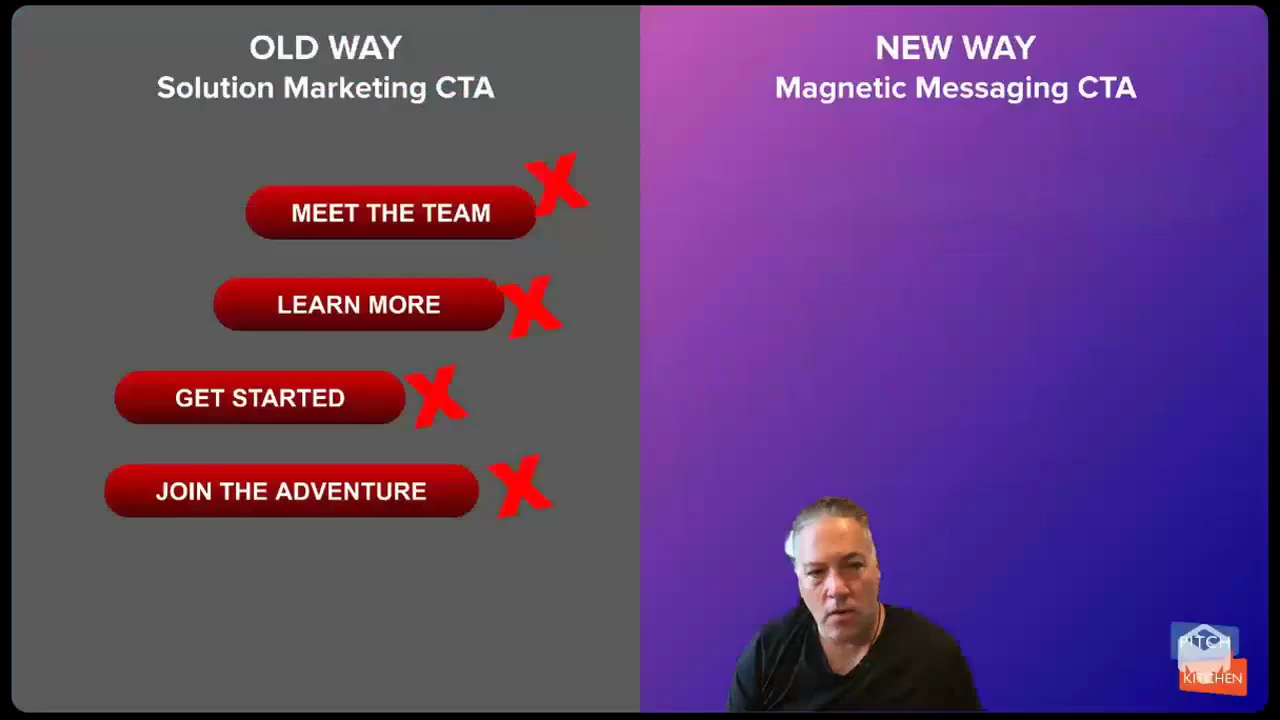 OLD WAY
Solution Marketing CTA
MEET THE TEAM
X
LEARN MORE
X
GET STARTED
X
JOIN THE ADVENTURE
X
NEW WAY
Magnetic Messaging CTA
PITCH
KITCHEN